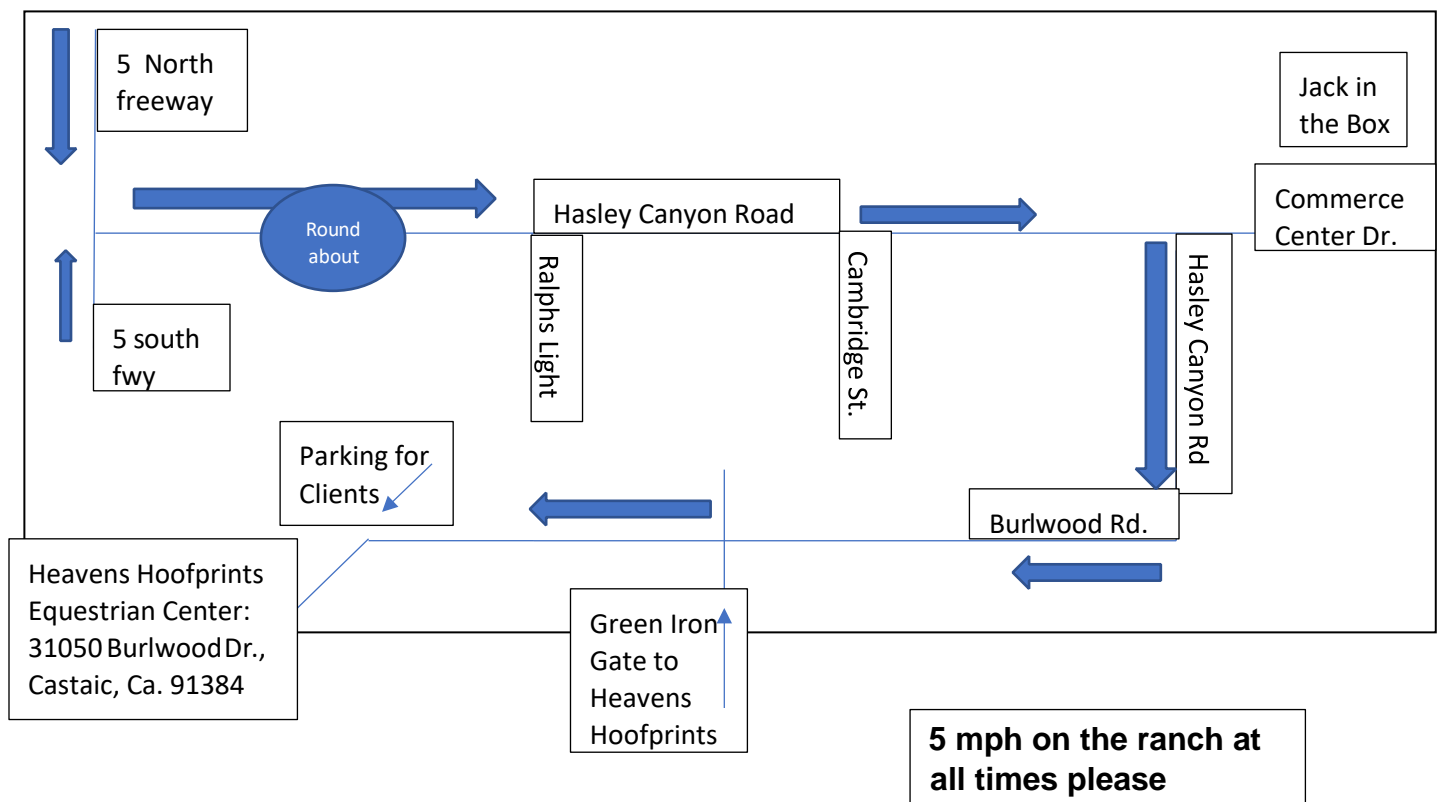 5 North
freeway
Jack in
the Box
Commerce
Center Dr.
Round
about
Hasley Canyon Road
Ralphs Light
Cambridge St.
Hasley Canyon Rd
5 south
fwy
Parking for
Clients
Burlwood Rd.
Heavens Hoofprints
Equestrian Center:
31050 Burlwood Dr.,
Castaic, Ca. 91384
Green Iron
Gate to
Heavens
Hoofprints
5 mph on the ranch at
all times please